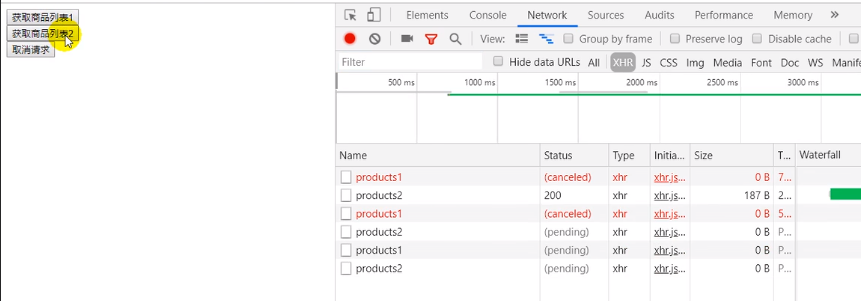 获取商品列表1
获取商品列表2
取消请求
Elements Console Network Sources Audits Performance Memory »
View: Group by frame Preserve log Disable cache
Filter Hide data URLs All XHR JS CSS Img Media Font Doc WS Manife
500 ms 1000 ms 1500 ms 2000 ms 2500 ms 3000 ms
Name Status Type Initia... Size T... Waterfall
products1 (canceled) xhr xhr.js... 0 B 7...
products2 200 xhr xhr.js... 187 B 2...
products1 (canceled) xhr xhr.js... 0 B 5...
products2 (pending) xhr xhr.js... 0 B P...
products1 (pending) xhr xhr.js... 0 B P...
products2 (pending) xhr xhr.js... 0 B P...